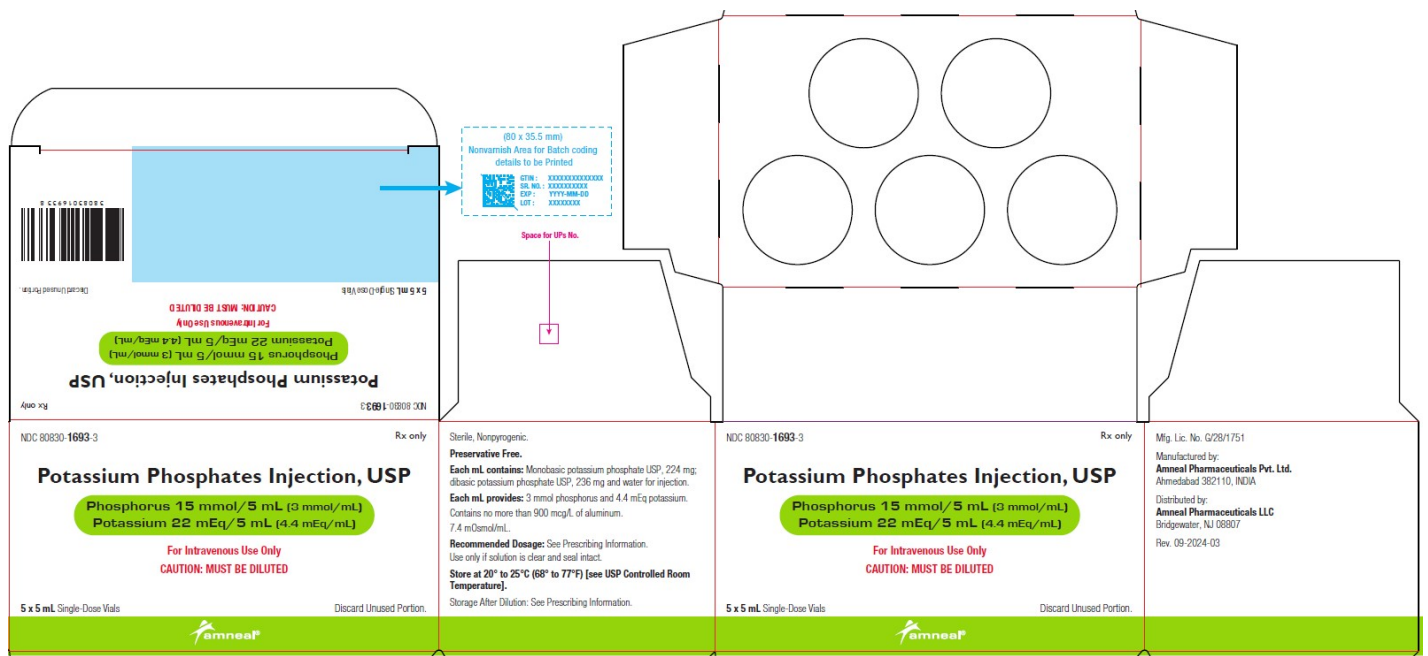 (80 x 35.5 mm)
Nonvarnish Area for Batch coding
details to be Printed
GTIN : XXXXXXXXXXXXXX
SR. NO. : XXXXXXXXXX
EXP : YYYY-MM-DD
LOT : XXXXXXXX
Space for UPs No.
NDC 80830-1693-3 Rx only
Potassium Phosphates Injection, USP
Phosphorus 15 mmol/5 mL (3 mmol/mL)
Potassium 22 mEq/5 mL (4.4 mEq/mL)
For Intravenous Use Only
CAUTION: MUST BE DILUTED
5 x 5 mL Single-Dose Vials Discard Unused Portion.
NDC 80830-1693-3 Rx only
Potassium Phosphates Injection, USP
Phosphorus 15 mmol/5 mL (3 mmol/mL)
Potassium 22 mEq/5 mL (4.4 mEq/mL)
For Intravenous Use Only
CAUTION: MUST BE DILUTED
5 x 5 mL Single-Dose Vials Discard Unused Portion.
amneal®
Sterile, Nonpyrogenic.
Preservative Free.
Each mL contains: Monobasic potassium phosphate USP, 224 mg;
dibasic potassium phosphate USP, 236 mg and water for injection.
Each mL provides: 3 mmol phosphorus and 4.4 mEq potassium.
Contains no more than 900 mcg/L of aluminum.
7.4 mOsmol/mL.
Recommended Dosage: See Prescribing Information.
Use only if solution is clear and seal intact.
Store at 20° to 25°C (68° to 77°F) [see USP Controlled Room
Temperature].
Storage After Dilution: See Prescribing Information.
NDC 80830-1693-3 Rx only
Potassium Phosphates Injection, USP
Phosphorus 15 mmol/5 mL (3 mmol/mL)
Potassium 22 mEq/5 mL (4.4 mEq/mL)
For Intravenous Use Only
CAUTION: MUST BE DILUTED
5 x 5 mL Single-Dose Vials Discard Unused Portion.
amneal®
Mfg. Lic. No. G/28/1751
Manufactured by:
Amneal Pharmaceuticals Pvt. Ltd.
Ahmedabad 382110, INDIA
Distributed by:
Amneal Pharmaceuticals LLC
Bridgewater, NJ 08807
Rev. 09-2024-03